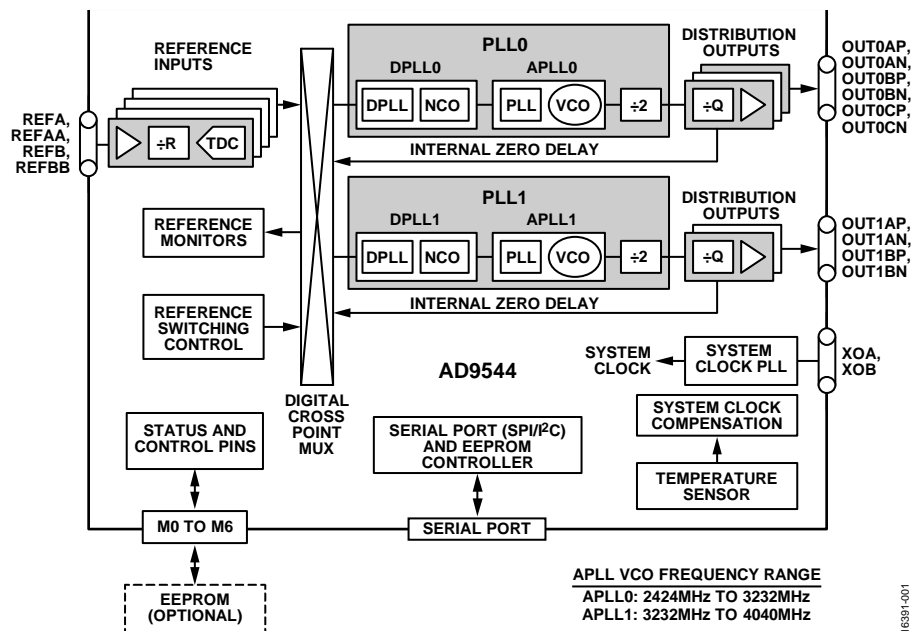 PLL0
DISTRIBUTION
OUTPUTS
OUT0AP,
OUT0AN,
OUT0BP,
OUT0BN,
OUT0CP,
OUT0CN
REFERENCE
INPUTS
DPLL0
APLL0
DPLL
NCO
PLL
VCO
÷2
÷Q
REFA,
REFAA,
REFB,
REFBB
÷R
TDC
INTERNAL ZERO DELAY
PLL1
DISTRIBUTION
OUTPUTS
DPLL1
APLL1
REFERENCE
MONITORS
DPLL
NCO
PLL
VCO
÷2
÷Q
OUT1AP,
OUT1AN,
OUT1BP,
OUT1BN
INTERNAL ZERO DELAY
REFERENCE
SWITCHING
CONTROL
AD9544
SYSTEM
CLOCK
SYSTEM
CLOCK PLL
XOA,
XOB
DIGITAL
CROSS
POINT
MUX
STATUS AND
CONTROL PINS
SERIAL PORT (SPI/I²C)
AND EEPROM
CONTROLLER
SYSTEM CLOCK
COMPENSATION
TEMPERATURE
SENSOR
M0 TO M6
SERIAL PORT
EEPROM
(OPTIONAL)
APLL VCO FREQUENCY RANGE
APLL0: 2424MHz TO 3232MHz
APLL1: 3232MHz TO 4040MHz
16391-001